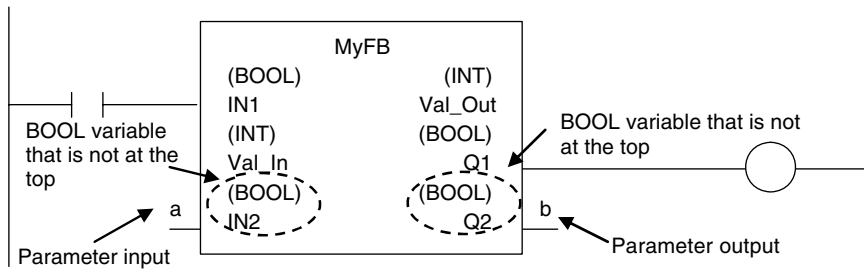 MyFB
(BOOL)
IN1
(INT)
Val_In
(BOOL)
IN2
(INT)
Val_Out
(BOOL)
Q1
(BOOL)
Q2
BOOL variable
that is not at the
top
BOOL variable that is not
at the top
a
b
Parameter input
Parameter output